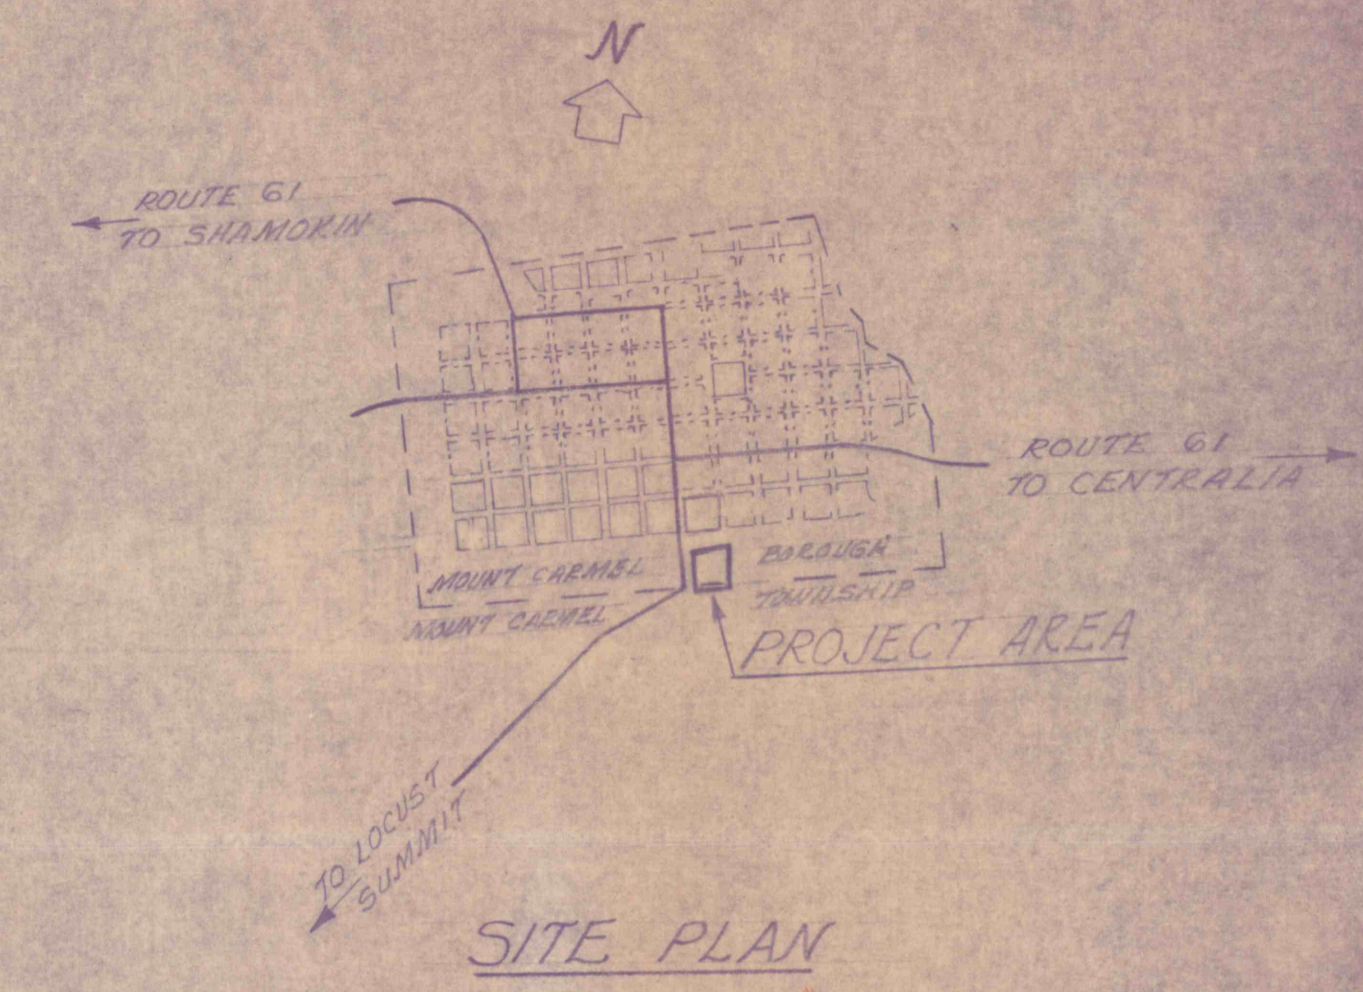 N
ROUTE 61
TO SHAMOKIN
ROUTE 61
TO CENTRALIA
MOUNT CARMEL BOROUGH
MOUNT CARMEL TOWNSHIP
PROJECT AREA
TO LOCUST
SUMMIT
SITE PLAN